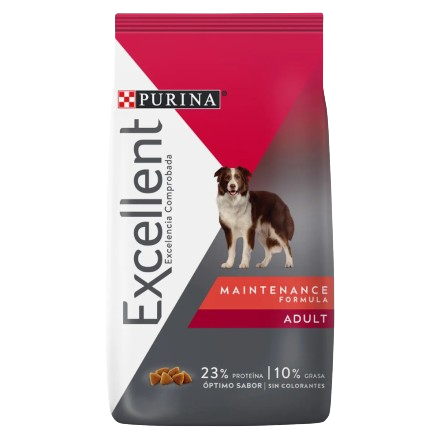 PURINA®
Excellent
Excelencia Comprobada
MAINTENANCE
FORMULA
ADULT
23% PROTEÍNA | 10% GRASA
ÓPTIMO SABOR | SIN COLORANTES